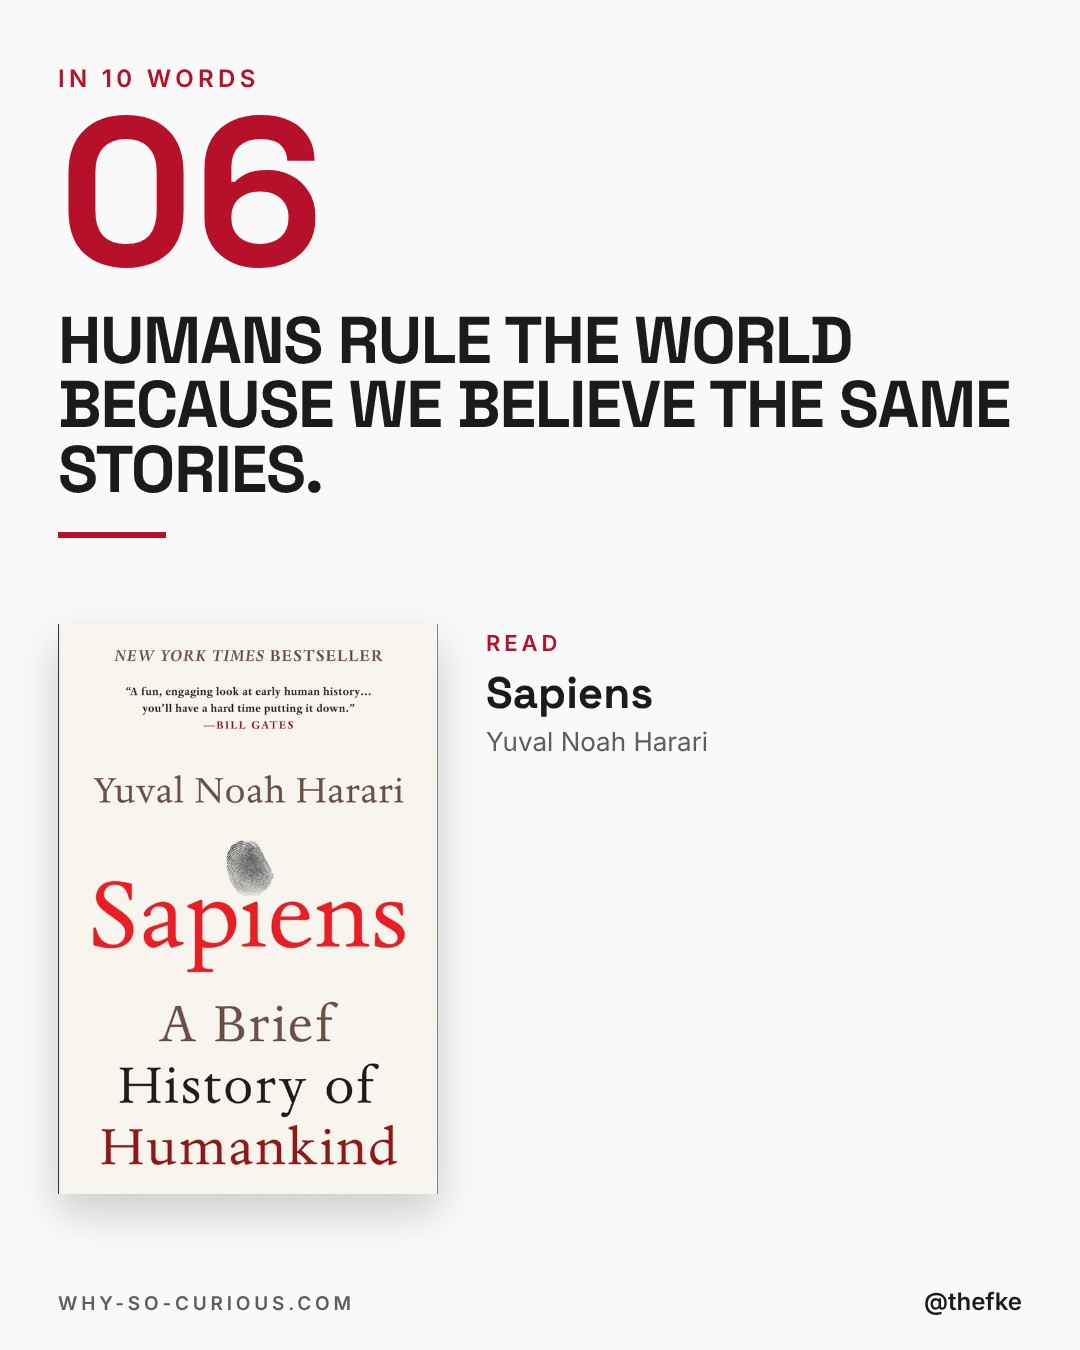 IN 10 WORDS
06
HUMANS RULE THE WORLD
BECAUSE WE BELIEVE THE SAME
STORIES.
NEW YORK TIMES BESTSELLER
“A fun, engaging look at early human history…
you’ll have a hard time putting it down.”
—BILL GATES
Yuval Noah Harari
Sapiens
A Brief
History of
Humankind
READ
Sapiens
Yuval Noah Harari
WHY-SO-CURIOUS.COM
@thefke